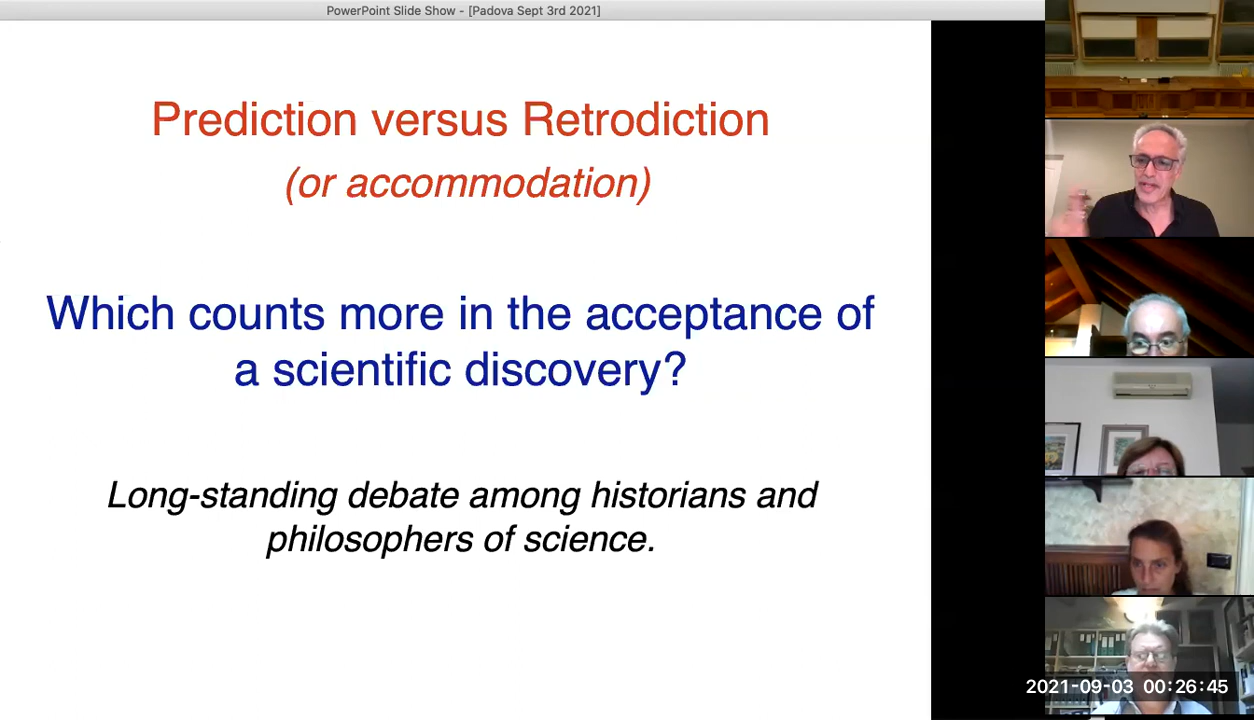 PowerPoint Slide Show - [Padova Sept 3rd 2021]
Prediction versus Retrodiction
(or accommodation)
Which counts more in the acceptance of
a scientific discovery?
Long-standing debate among historians and
philosophers of science.
2021-09-03 00:26:45